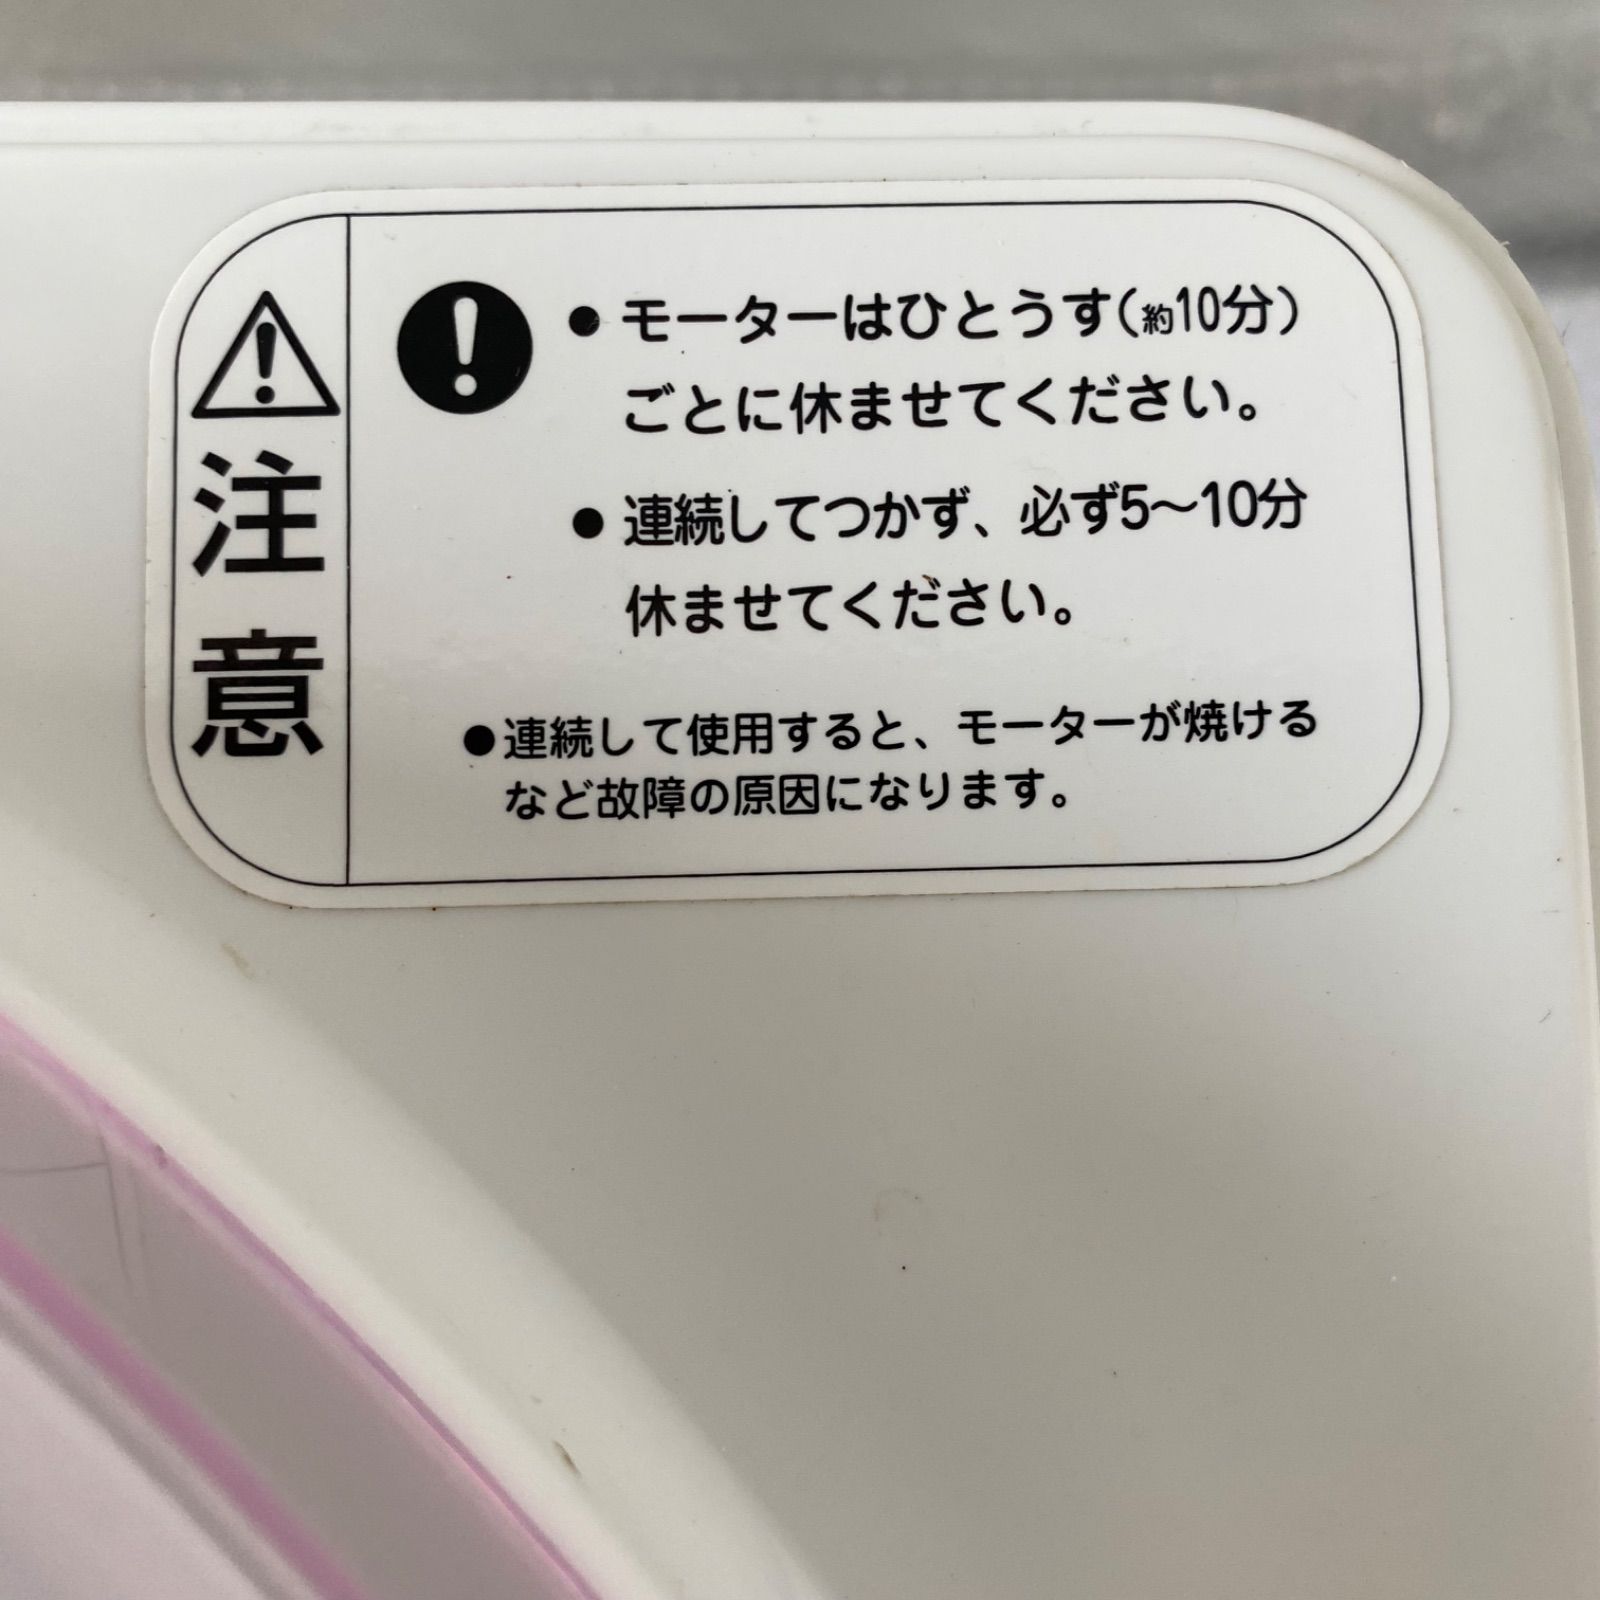 注意
●モーターはひとうす(約10分)
ごとに休ませてください。
●連続してつかず、必ず5〜10分
休ませてください。
●連続して使用すると、モーターが焼ける
など故障の原因になります。